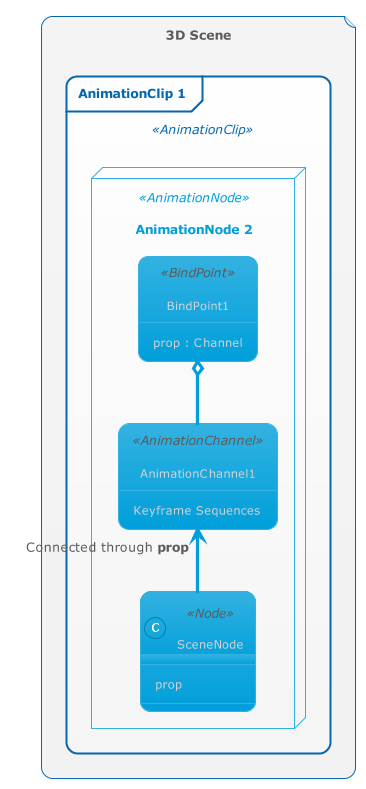 3D Scene
AnimationClip 1
«AnimationClip»
«AnimationNode»
AnimationNode 2
«BindPoint»
BindPoint1
prop : Channel
«AnimationChannel»
AnimationChannel1
Keyframe Sequences
Connected through prop
«Node»
C
SceneNode
prop